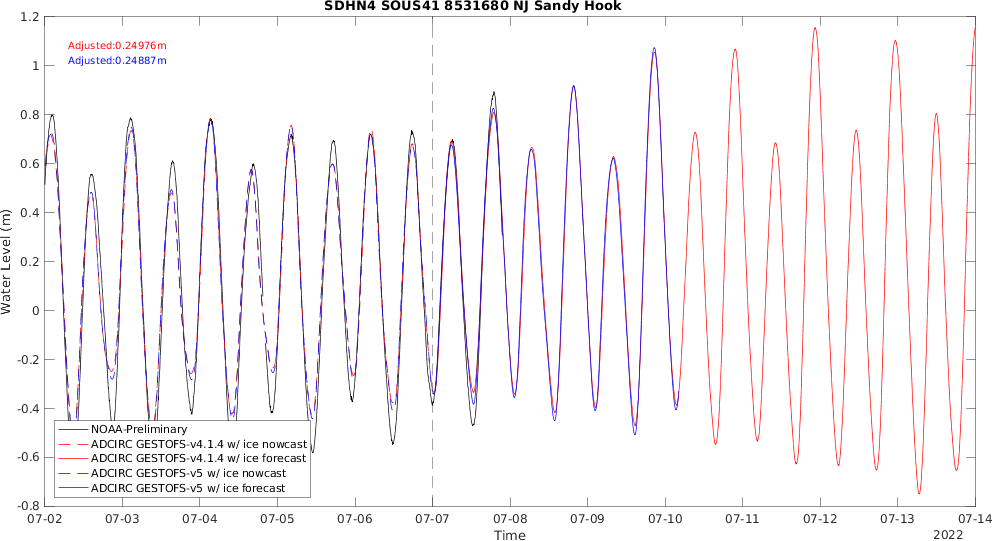 SDHN4 SOUS41 8531680 NJ Sandy Hook
Adjusted:0.24976m
Adjusted:0.24887m
Water Level (m)
1.2
1
0.8
0.6
0.4
0.2
0
-0.2
-0.4
-0.6
-0.8
NOAA-Preliminary
ADCIRC GESTOFS-v4.1.4 w/ ice nowcast
ADCIRC GESTOFS-v4.1.4 w/ ice forecast
ADCIRC GESTOFS-v5 w/ ice nowcast
ADCIRC GESTOFS-v5 w/ ice forecast
07-02 07-03 07-04 07-05 07-06 07-07 07-08 07-09 07-10 07-11 07-12 07-13 07-14
Time
2022